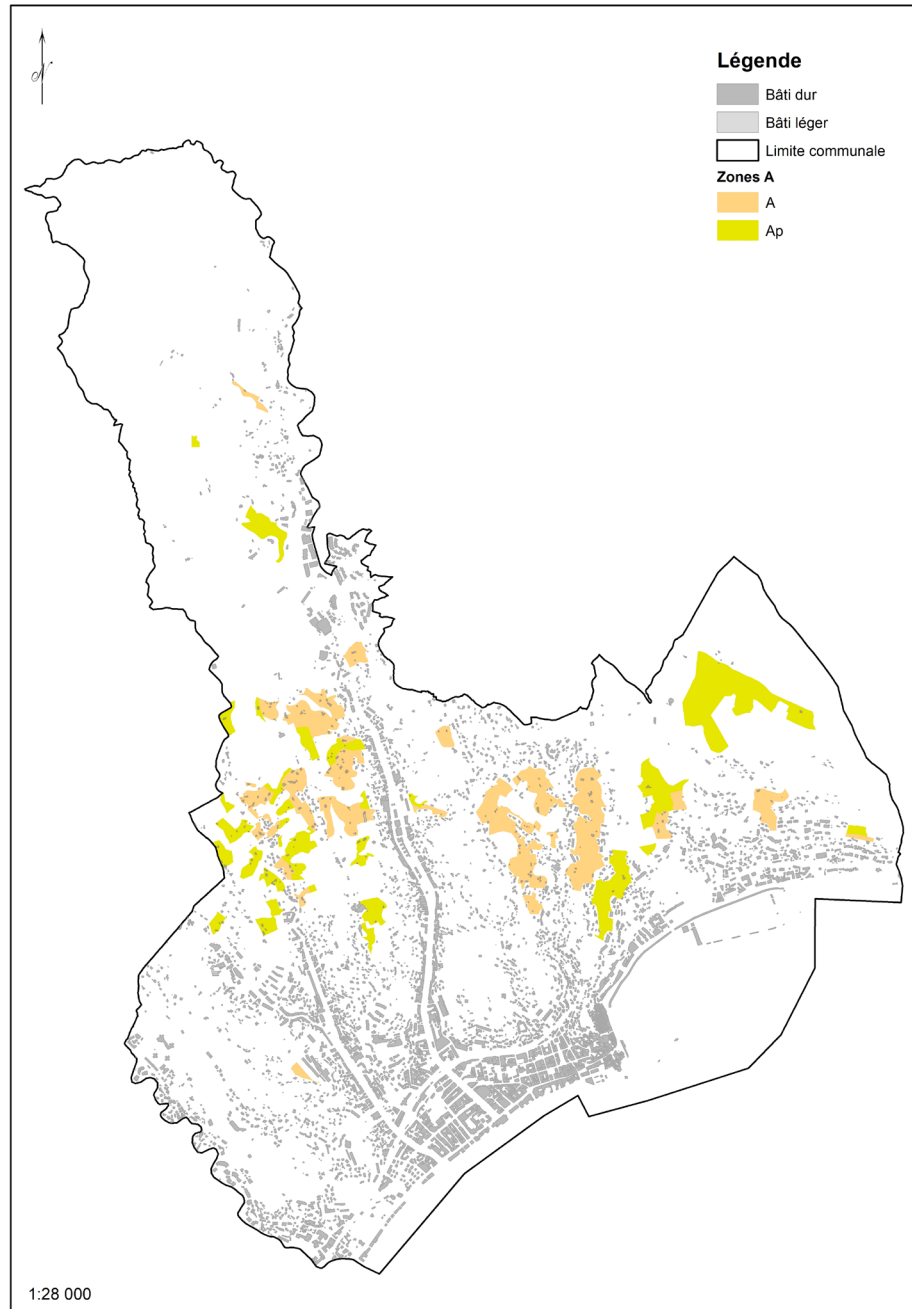 N
Légende
Bâti dur
Bâti léger
Limite communale
Zones A
A
Ap
1:28 000